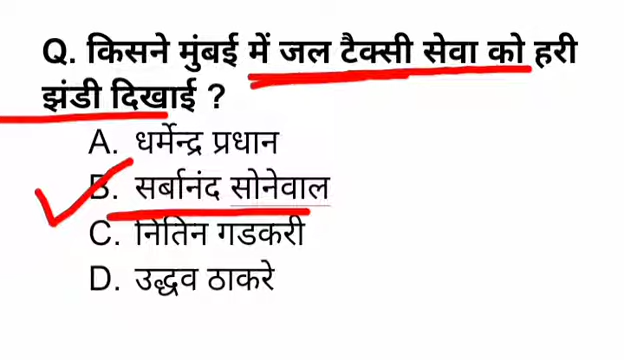 Q. किसने मुंबई में जल टैक्सी सेवा को हरी
झंडी दिखाई ?
A. धर्मेन्द्र प्रधान
B. सर्बानंद सोनेवाल
C. नितिन गडकरी
D. उद्धव ठाकरे